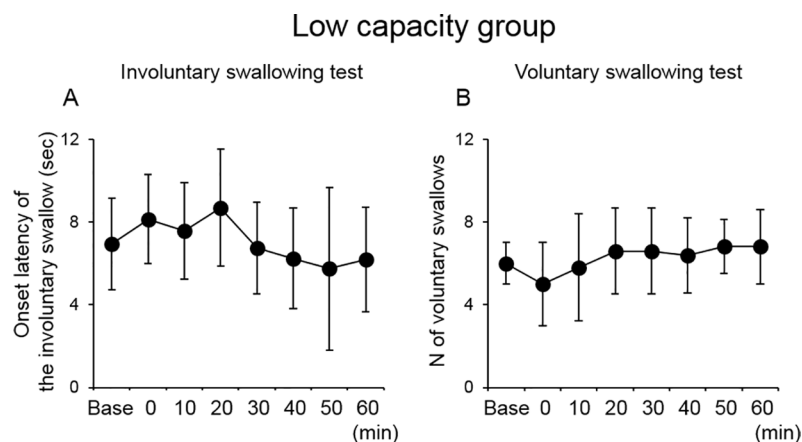 Low capacity group
Involuntary swallowing test
A
Onset latency of
the involuntary swallow (sec)
12
8
4
0
Base 0 10 20 30 40 50 60
(min)
Voluntary swallowing test
B
N of voluntary swallows
12
8
4
0
Base 0 10 20 30 40 50 60
(min)